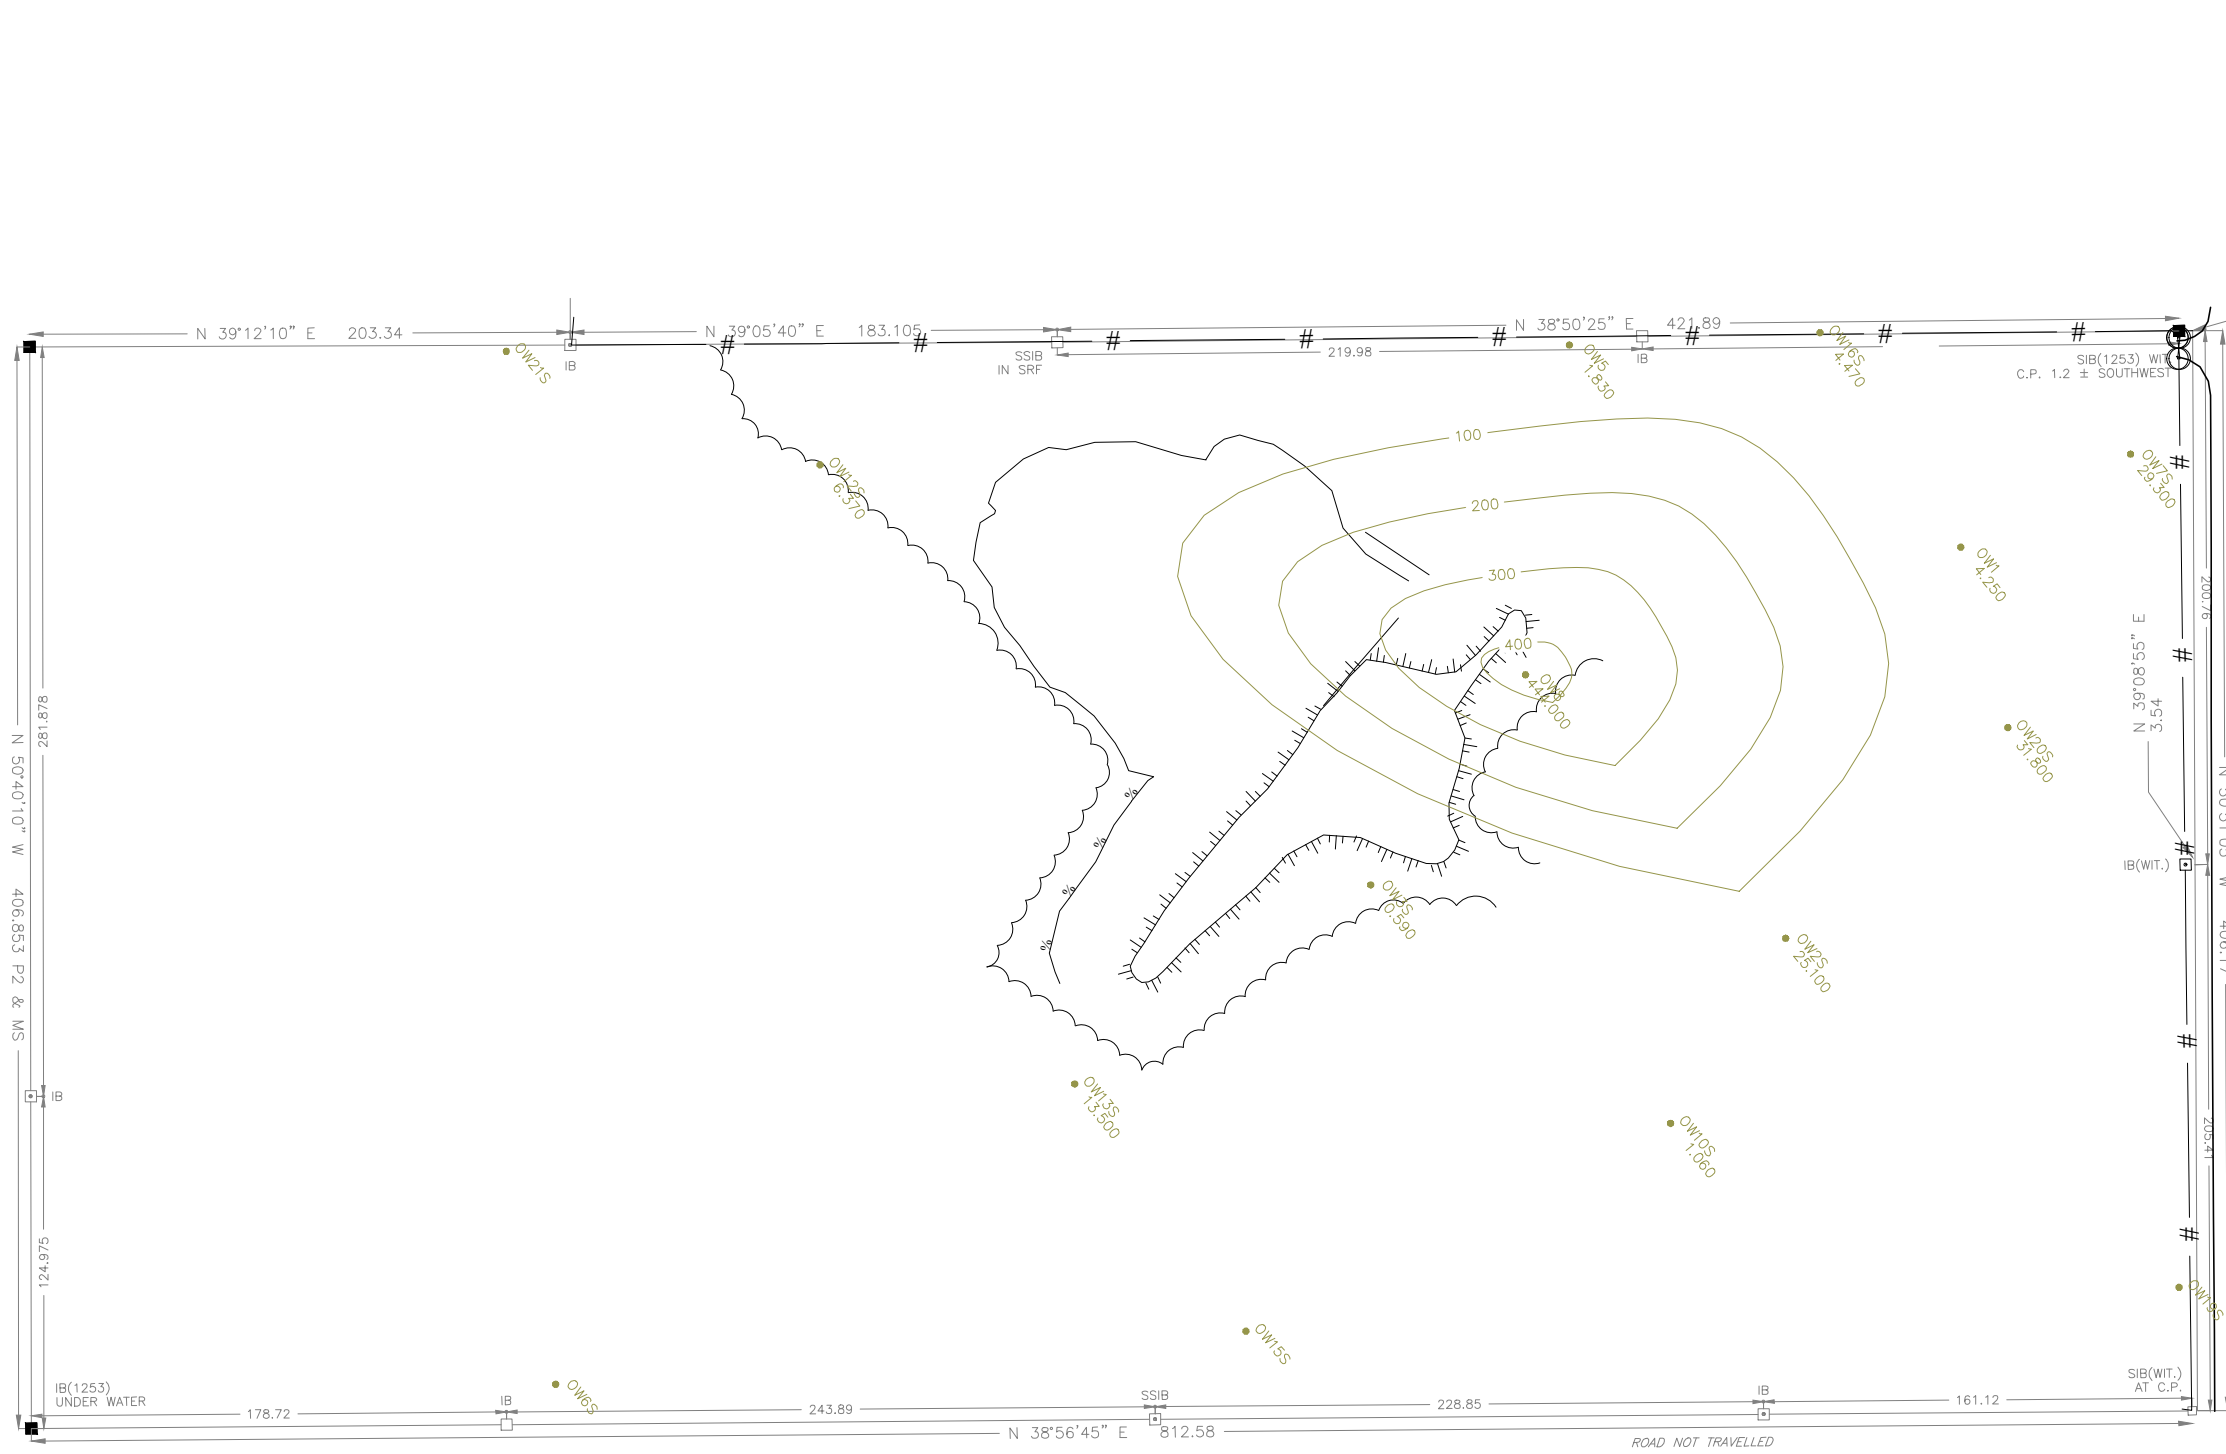 N 39°12'10" E 203.34
N 39°05'40" E 183.105
N 38°50'25" E 421.89
IB
SSIB
IN SRF
219.98
IB
SIB(1253) WIT
C.P. 1.2 ± SOUTHWEST
OW21S
OW5
1.830
OW16S
4.470
OW12S
6.370
OW7S
29.300
OW1
4.250
OW20S
31.800
100
200
300
400
OW8
444.000
OW3S
OW2S
25.100
OW13S
13.500
OW10S
1.060
OW15S
OW6S
OW19S
%
%
%
%
N 50°40'10" W 406.853 P2 & MS
281.878
IB
124.975
200.76
N 39°08'55" E
3.54
IB(WIT.)
205.41
IB(1253)
UNDER WATER
SIB(WIT.)
AT C.P.
IB
SSIB
IB
178.72
243.89
228.85
161.12
N 38°56'45" E 812.58
ROAD NOT TRAVELLED